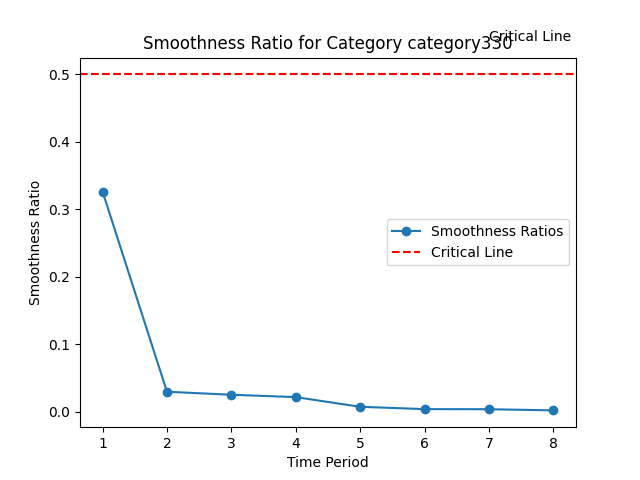 Critical Line
Smoothness Ratio for Category category330
0.5
0.4
0.3
0.2
0.1
0.0
Smoothness Ratio
Smoothness Ratios
Critical Line
1 2 3 4 5 6 7 8
Time Period